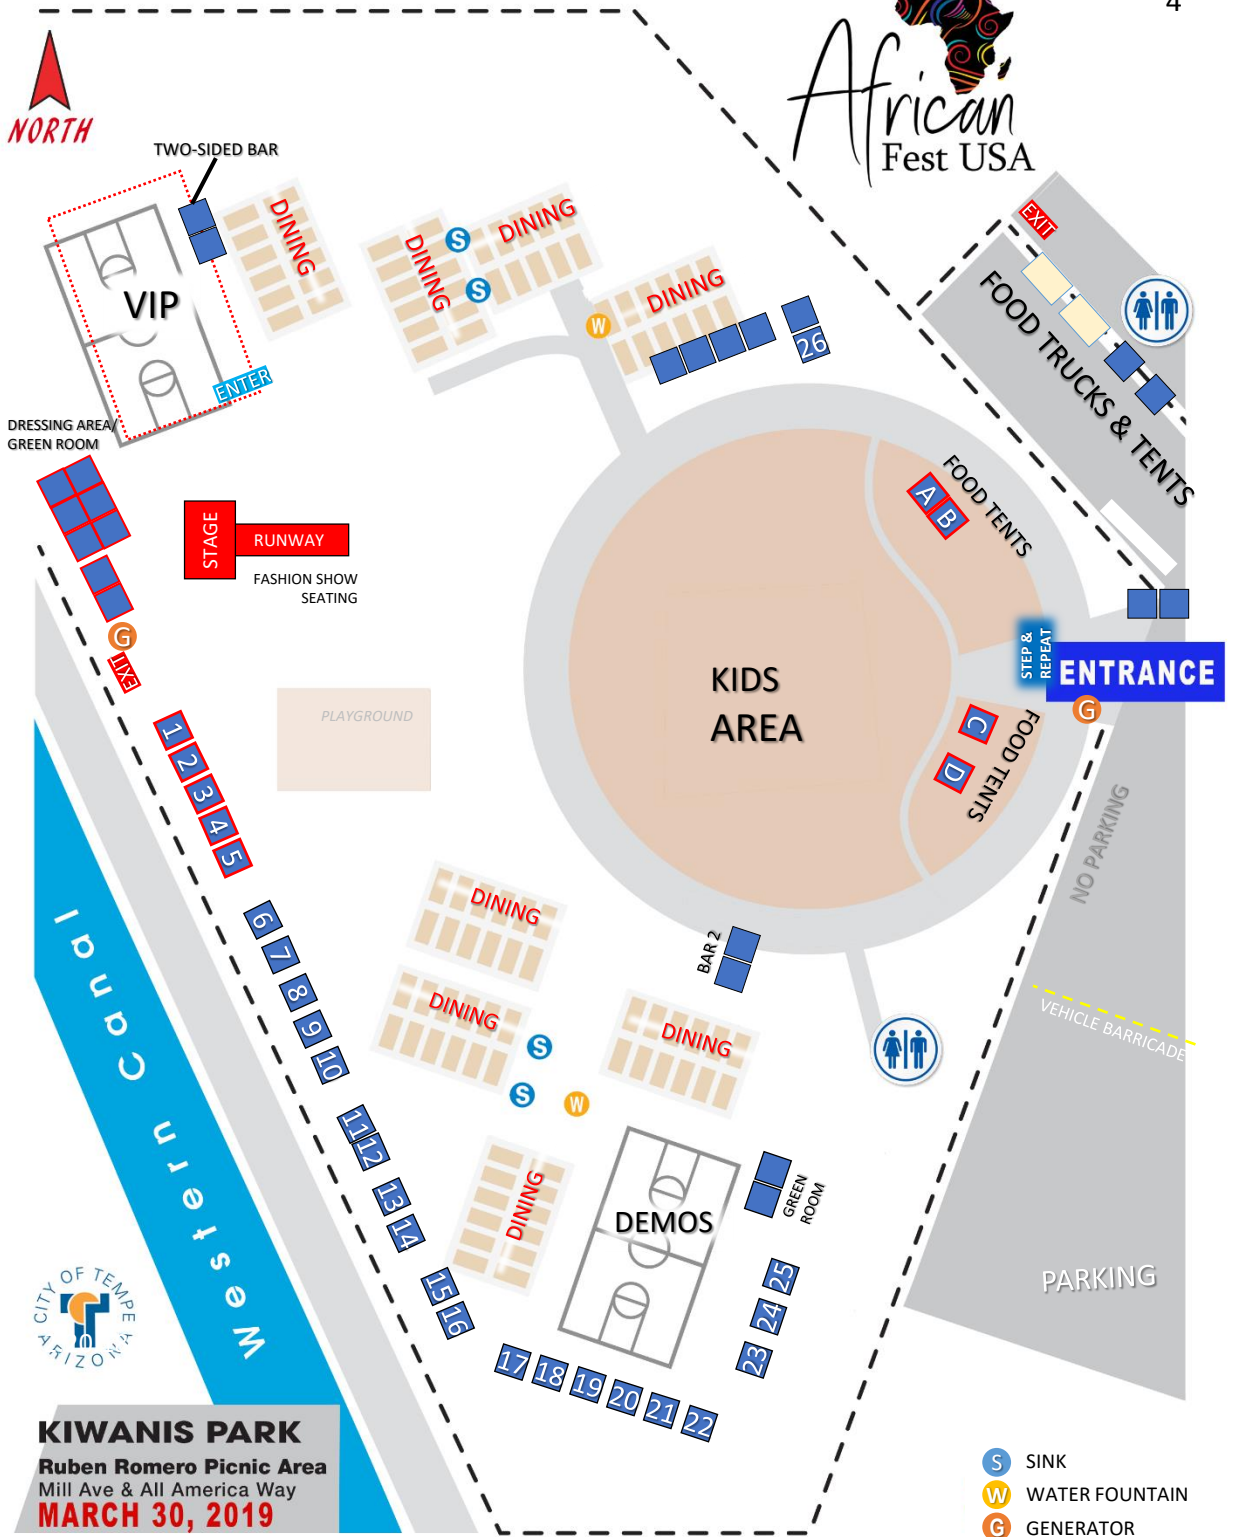 4
NORTH
African
Fest USA
TWO-SIDED BAR
DINING
DINING
DINING
DINING
S
S
W
VIP
ENTER
26
EXIT
FOOD TRUCKS & TENTS
DRESSING AREA/
GREEN ROOM
STAGE
RUNWAY
FASHION SHOW
SEATING
FOOD TENTS
A
B
G
EXIT
STEP &
REPEAT
ENTRANCE
G
KIDS
AREA
PLAYGROUND
C
D
FOOD TENTS
1
2
3
4
5
6
7
8
9
10
11
12
13
14
15
16
17
18
19
20
21
22
23
24
25
NO PARKING
VEHICLE BARRICADE
PARKING
BAR 2
DINING
DINING
DINING
DINING
S
S
W
DEMOS
GREEN
ROOM
Western Canal
CITY OF TEMPE
ARIZONA
KIWANIS PARK
Ruben Romero Picnic Area
Mill Ave & All America Way
MARCH 30, 2019
S SINK
W WATER FOUNTAIN
G GENERATOR